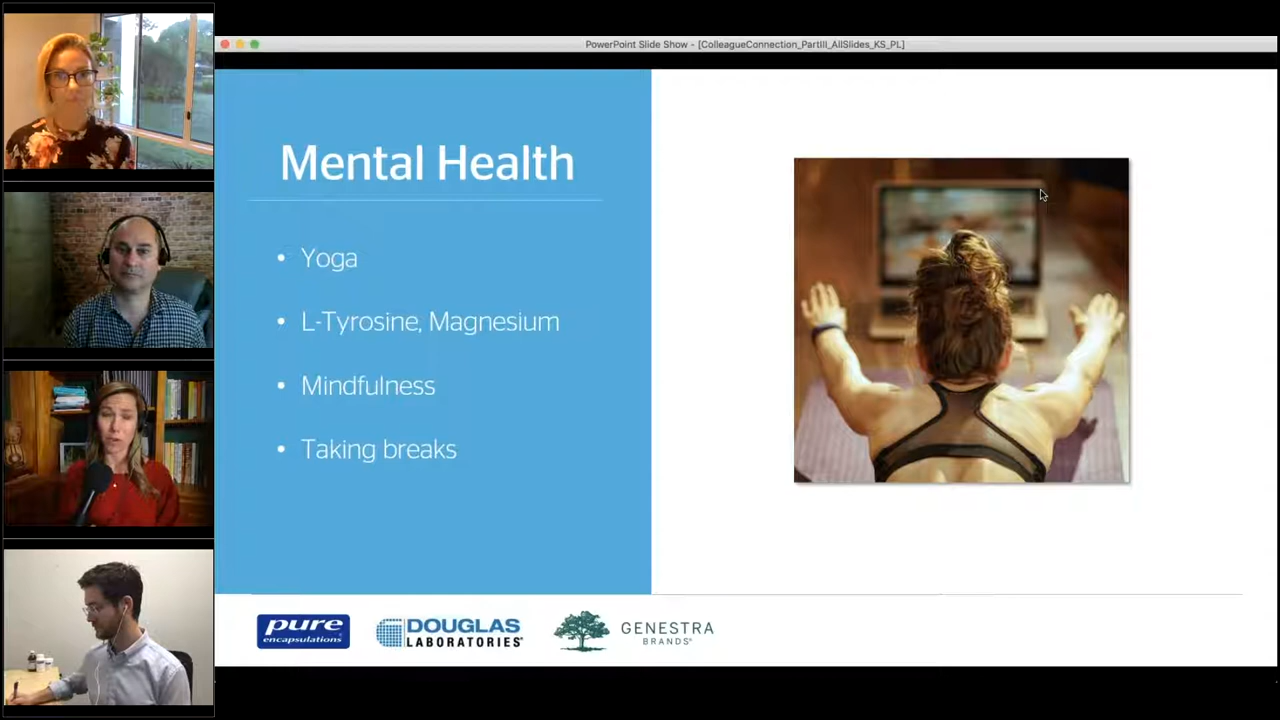 PowerPoint Slide Show - [ColleagueConnection_PartIII_AllSlides_KS_PL]
Mental Health
• Yoga
• L-Tyrosine, Magnesium
• Mindfulness
• Taking breaks
pure
encapsulations®
DOUGLAS
LABORATORIES®
GENESTRA
BRANDS®